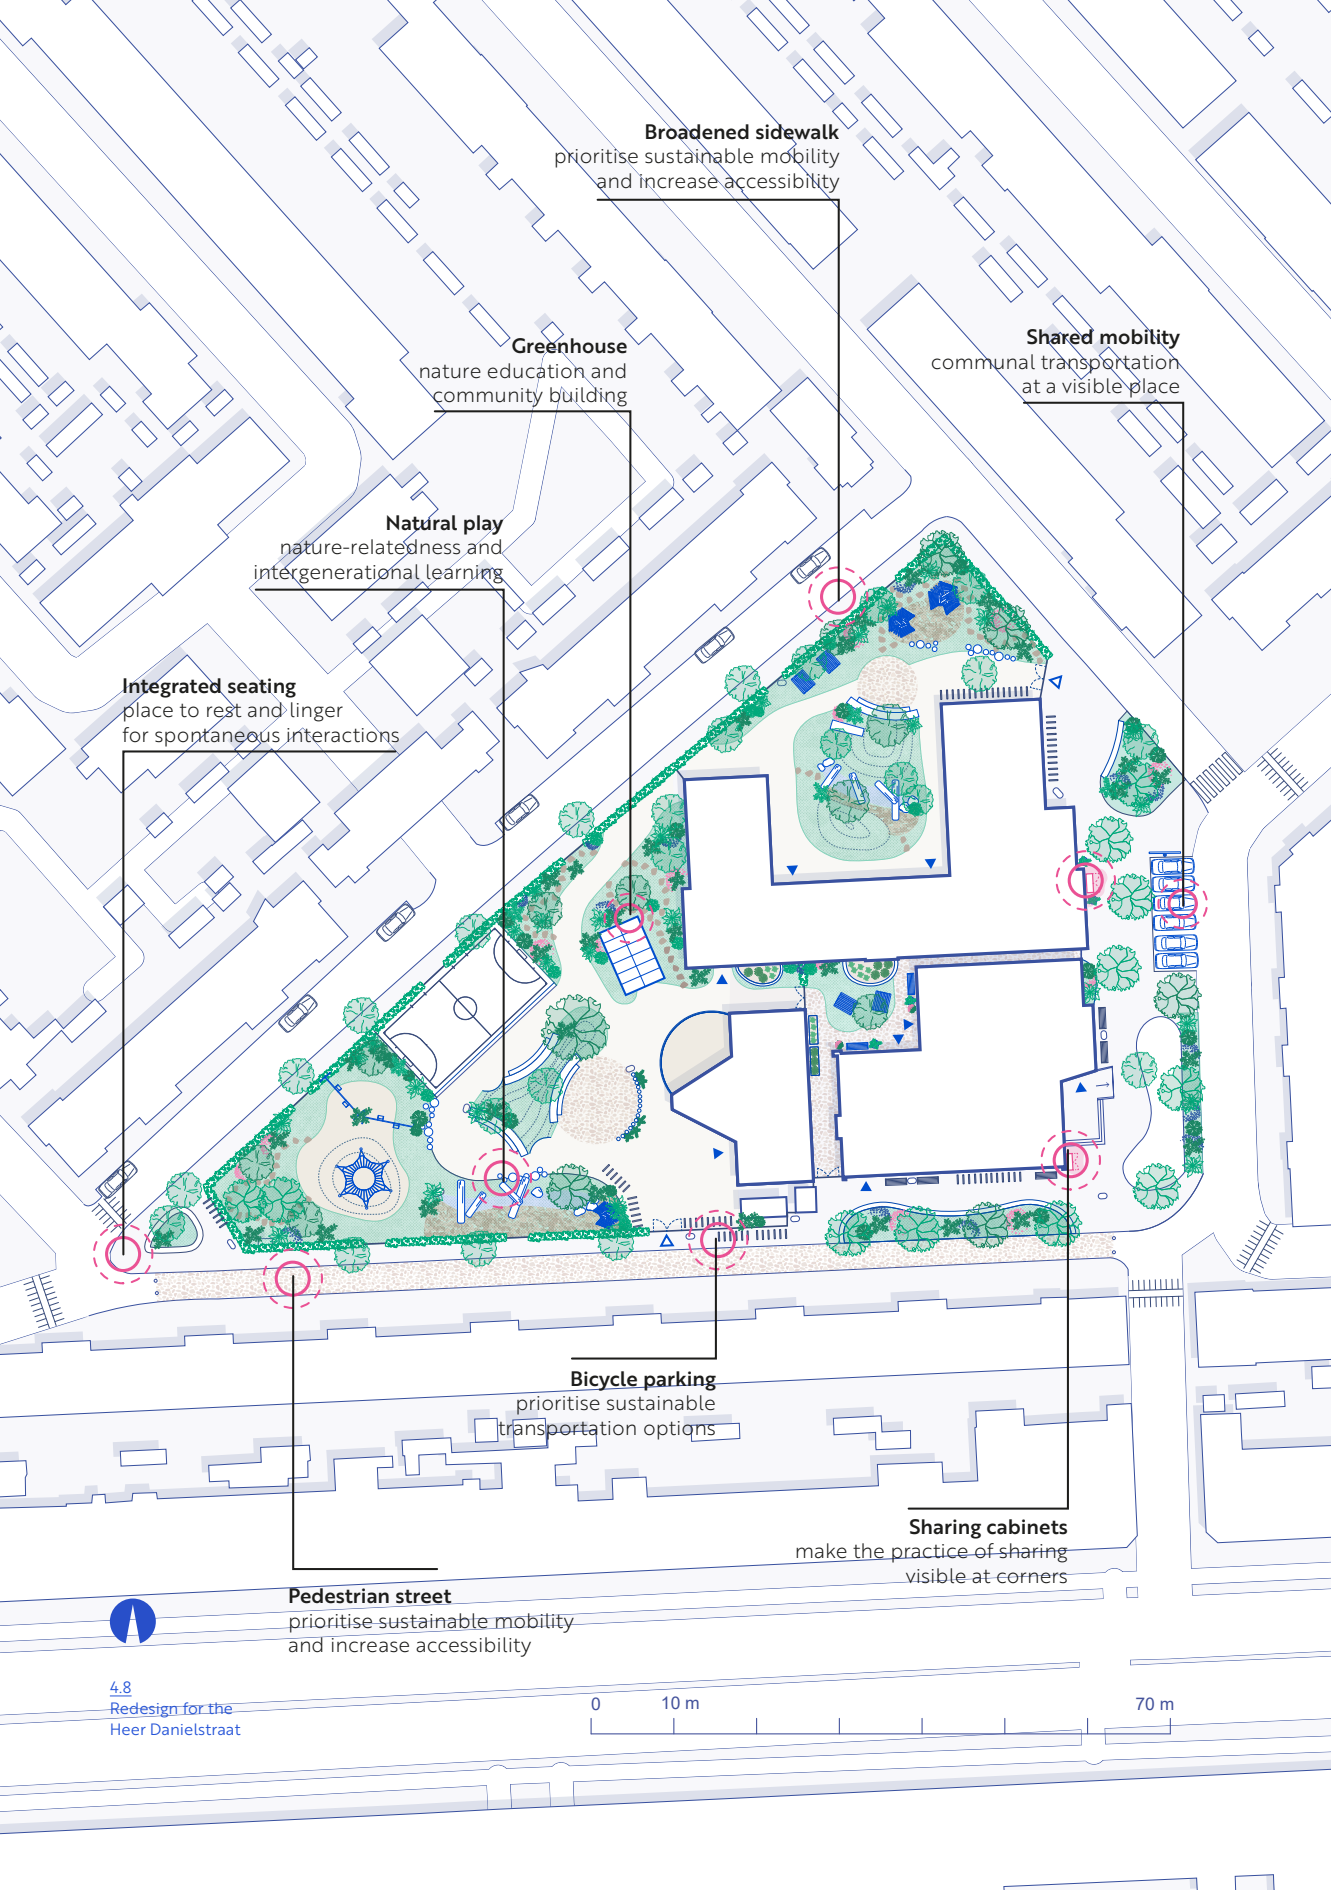 Broadened sidewalk
prioritise sustainable mobility
and increase accessibility
Shared mobility
communal transportation
at a visible place
Greenhouse
nature education and
community building
Natural play
nature-relatedness and
intergenerational learning
Integrated seating
place to rest and linger
for spontaneous interactions
Bicycle parking
prioritise sustainable
transportation options
Sharing cabinets
make the practice of sharing
visible at corners
Pedestrian street
prioritise sustainable mobility
and increase accessibility
4.8
Redesign for the
Heer Danielstraat
0 10 m 70 m